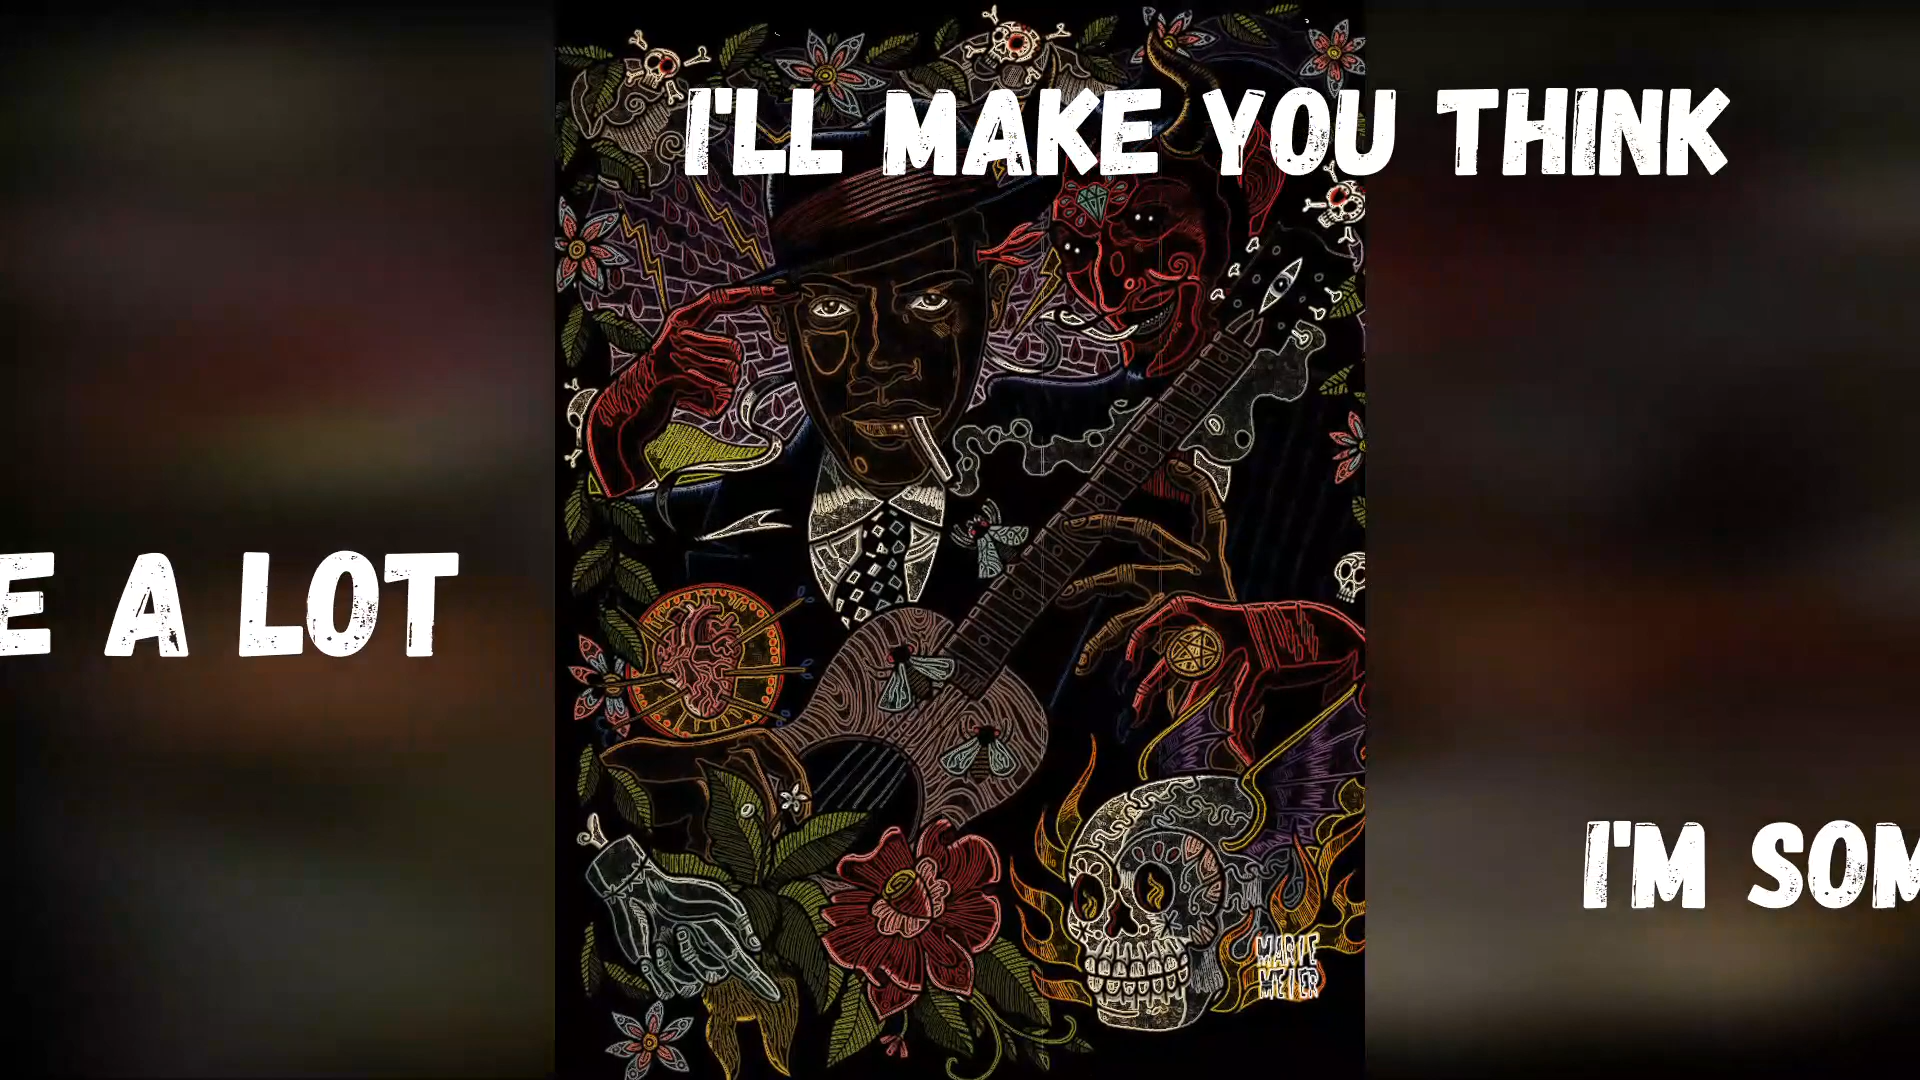 I'LL MAKE YOU THINK
E A LOT
I'M SOM
MARIE
MEIER